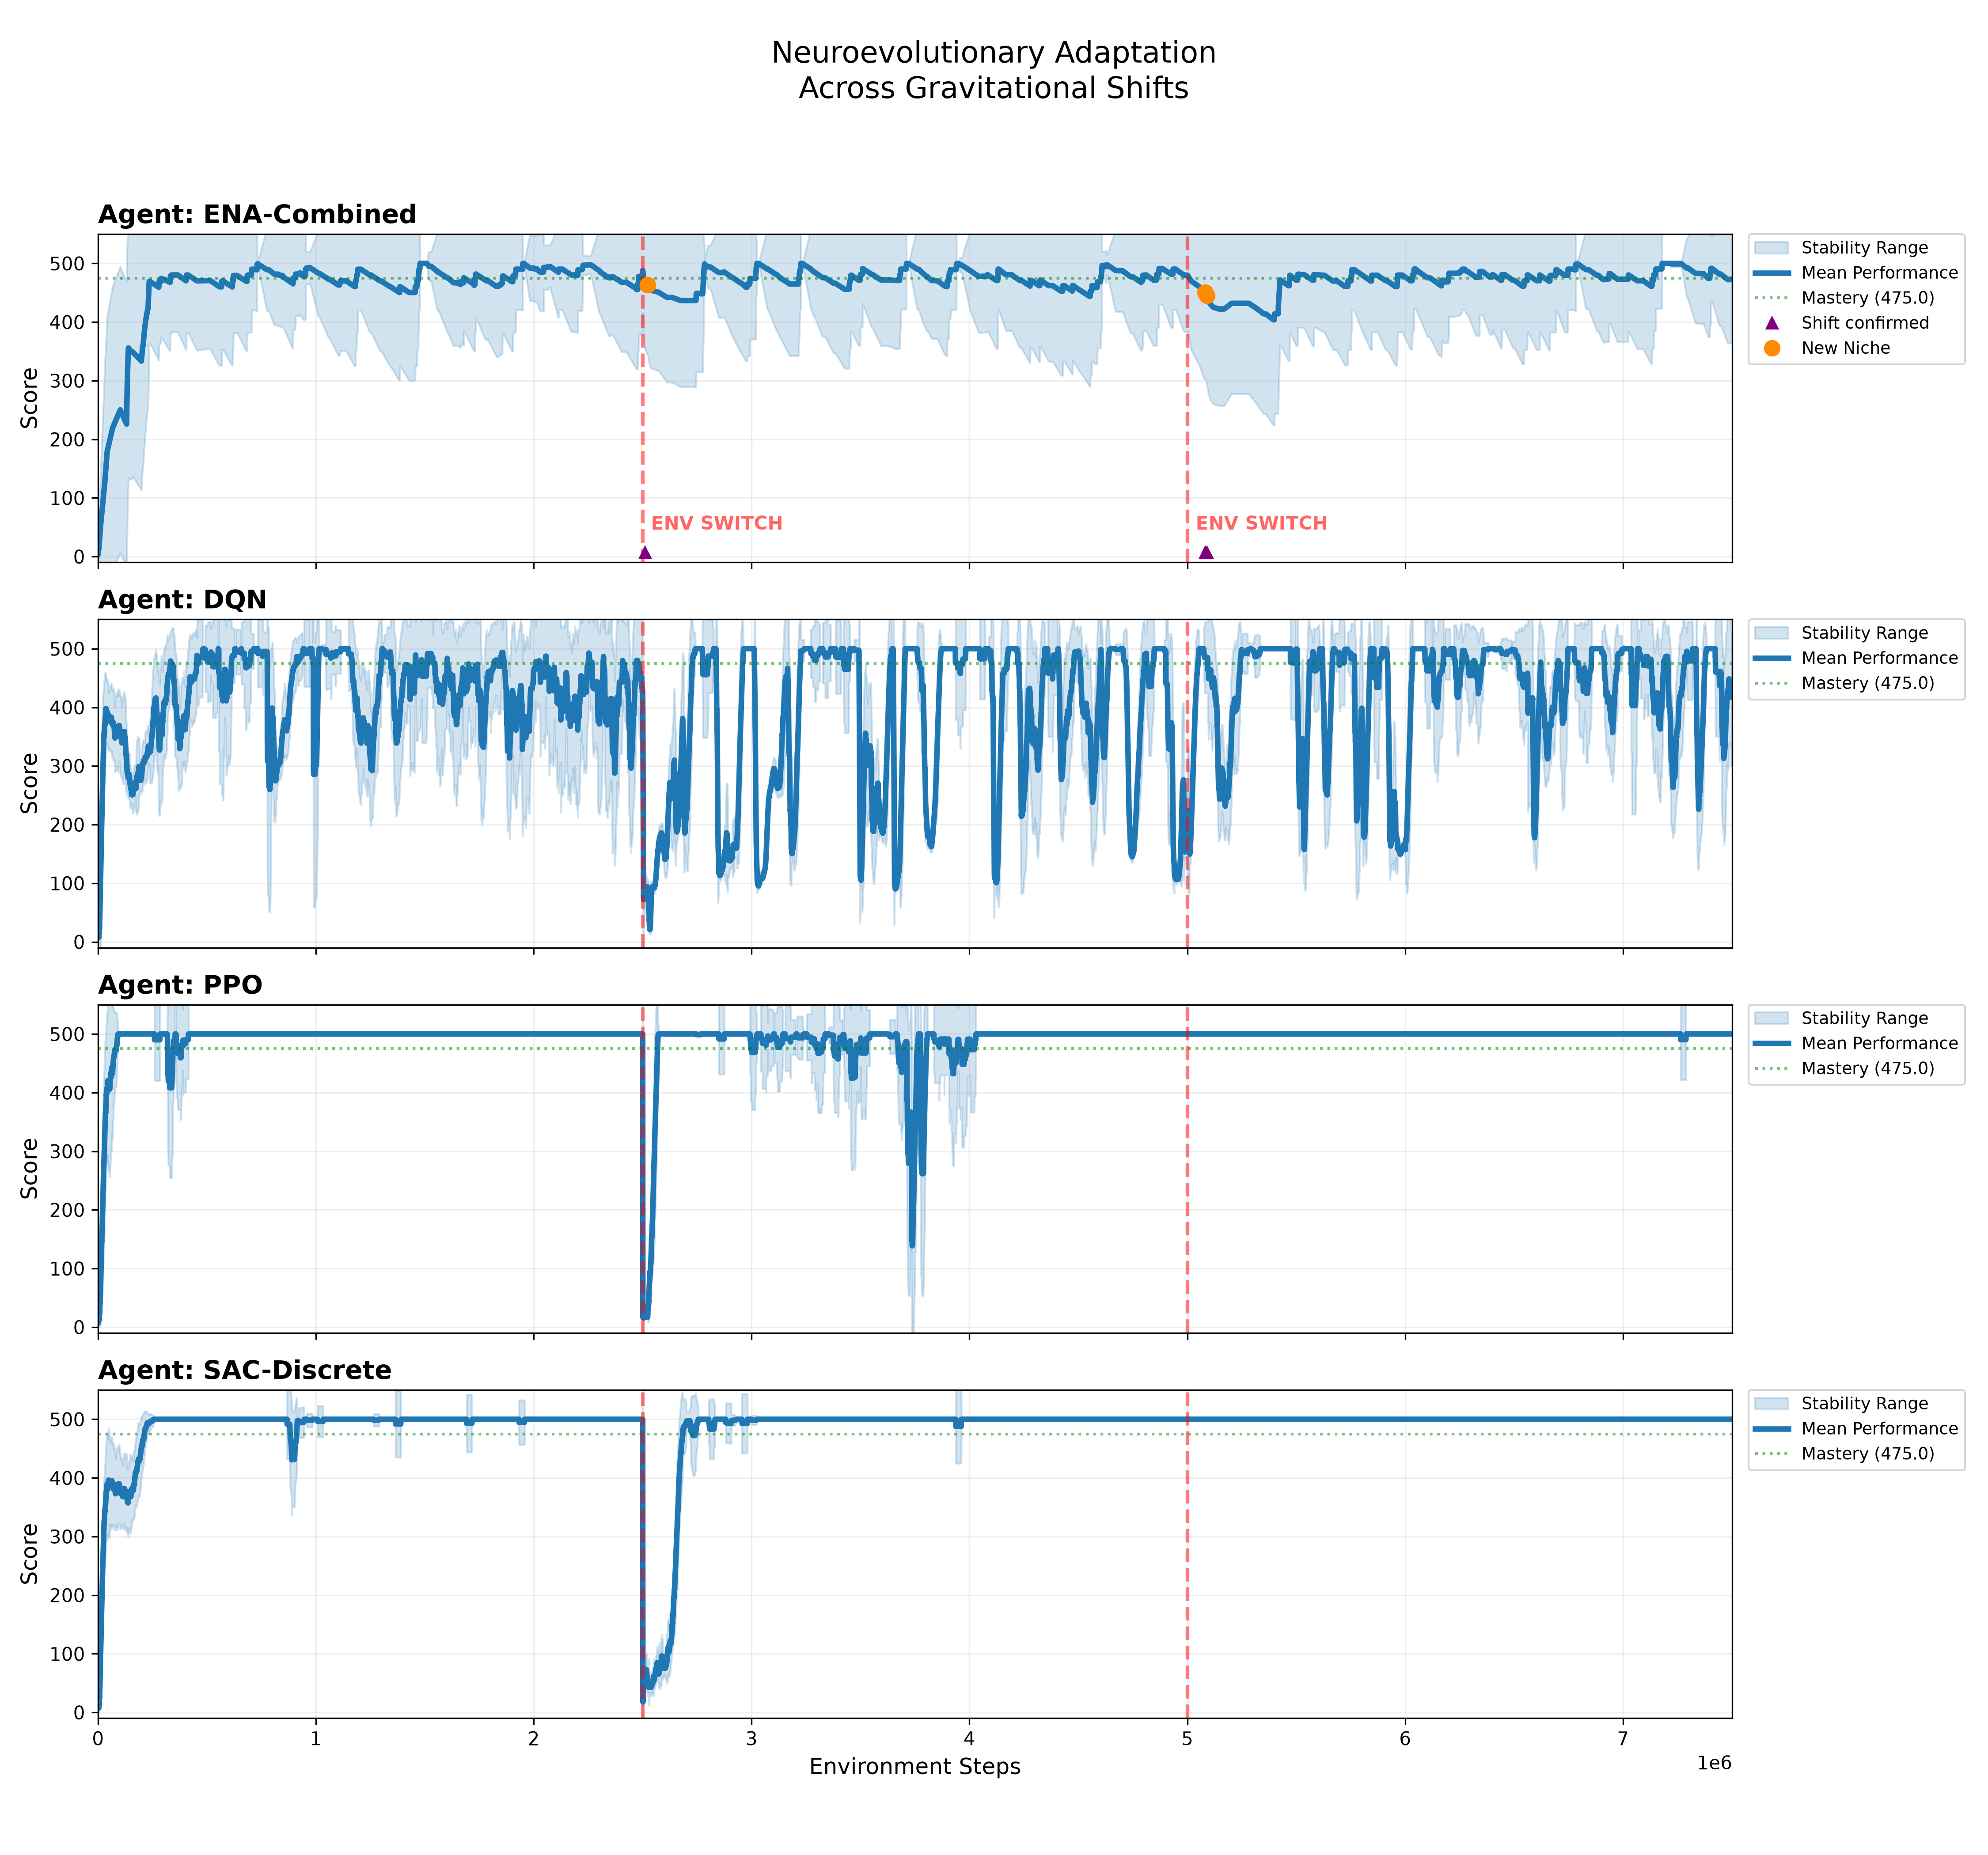 Neuroevolutionary Adaptation
Across Gravitational Shifts
Agent: ENA-Combined
Score
500
400
300
200
100
0
ENV SWITCH
ENV SWITCH
Stability Range
Mean Performance
Mastery (475.0)
Shift confirmed
New Niche
Agent: DQN
Score
500
400
300
200
100
0
Stability Range
Mean Performance
Mastery (475.0)
Agent: PPO
Score
500
400
300
200
100
0
Stability Range
Mean Performance
Mastery (475.0)
Agent: SAC-Discrete
Score
500
400
300
200
100
0
Stability Range
Mean Performance
Mastery (475.0)
0 1 2 3 4 5 6 7
1e6
Environment Steps